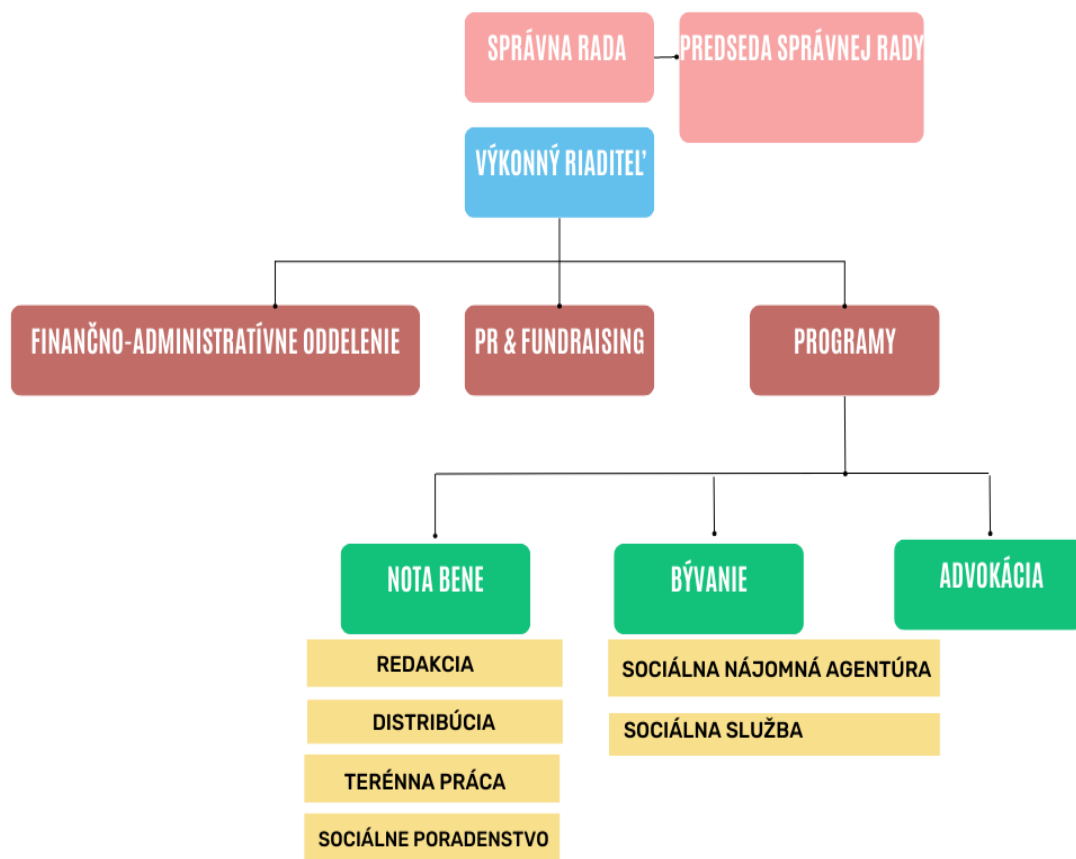 SPRÁVNA RADA
PREDSEDA SPRÁVNEJ RADY
VÝKONNÝ RIADITEĽ
FINANČNO-ADMINISTRATÍVNE ODDELENIE
PR & FUNDRAISING
PROGRAMY
NOTA BENE
BÝVANIE
ADVOKÁCIA
REDAKCIA
SOCIÁLNA NÁJOMNÁ AGENTÚRA
DISTRIBÚCIA
SOCIÁLNA SLUŽBA
TERÉNNA PRÁCA
SOCIÁLNE PORADENSTVO